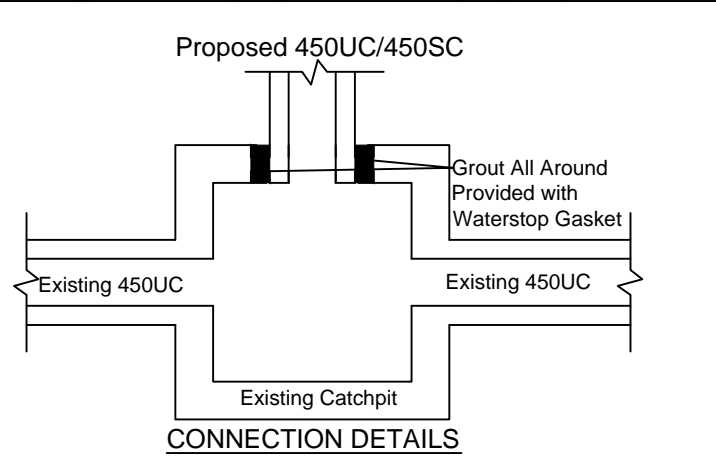 Proposed 450UC/450SC
Grout All Around
Provided with
Waterstop Gasket
Existing 450UC
Existing 450UC
Existing Catchpit
CONNECTION DETAILS